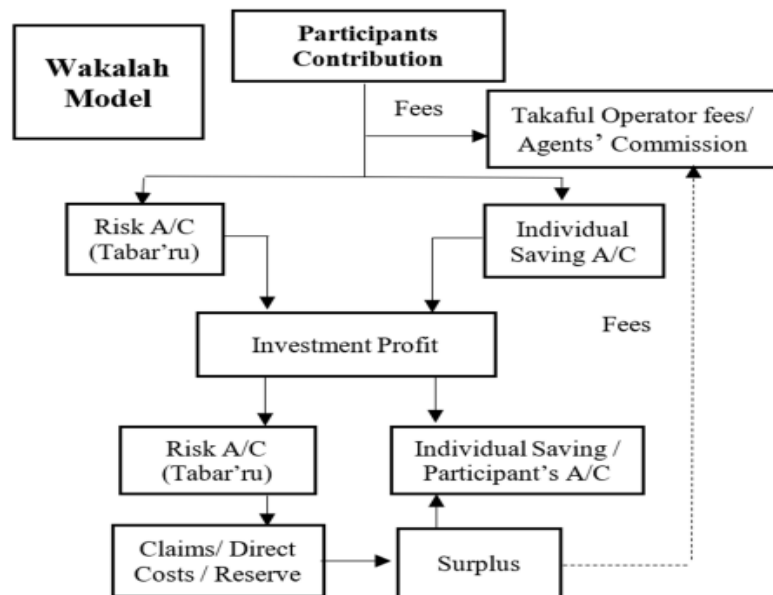 Wakalah
Model
Participants
Contribution
Fees
Takaful Operator fees/
Agents’ Commission
Risk A/C
(Tabar’ru)
Individual
Saving A/C
Investment Profit
Fees
Risk A/C
(Tabar’ru)
Individual Saving /
Participant’s A/C
Claims/ Direct
Costs / Reserve
Surplus